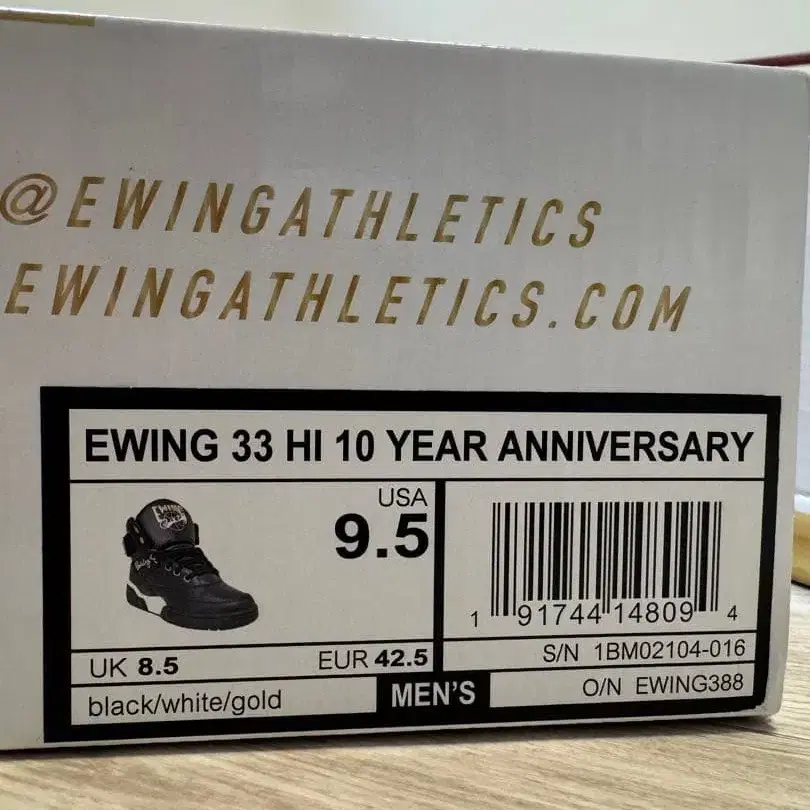 @EWINGATHLETICS
EWINGATHLETICS.COM
EWING 33 HI 10 YEAR ANNIVERSARY
EWING
USA
9.5
1 91744 14809 4
UK 8.5
EUR 42.5
S/N 1BM02104-016
black/white/gold
MEN'S
O/N EWING388